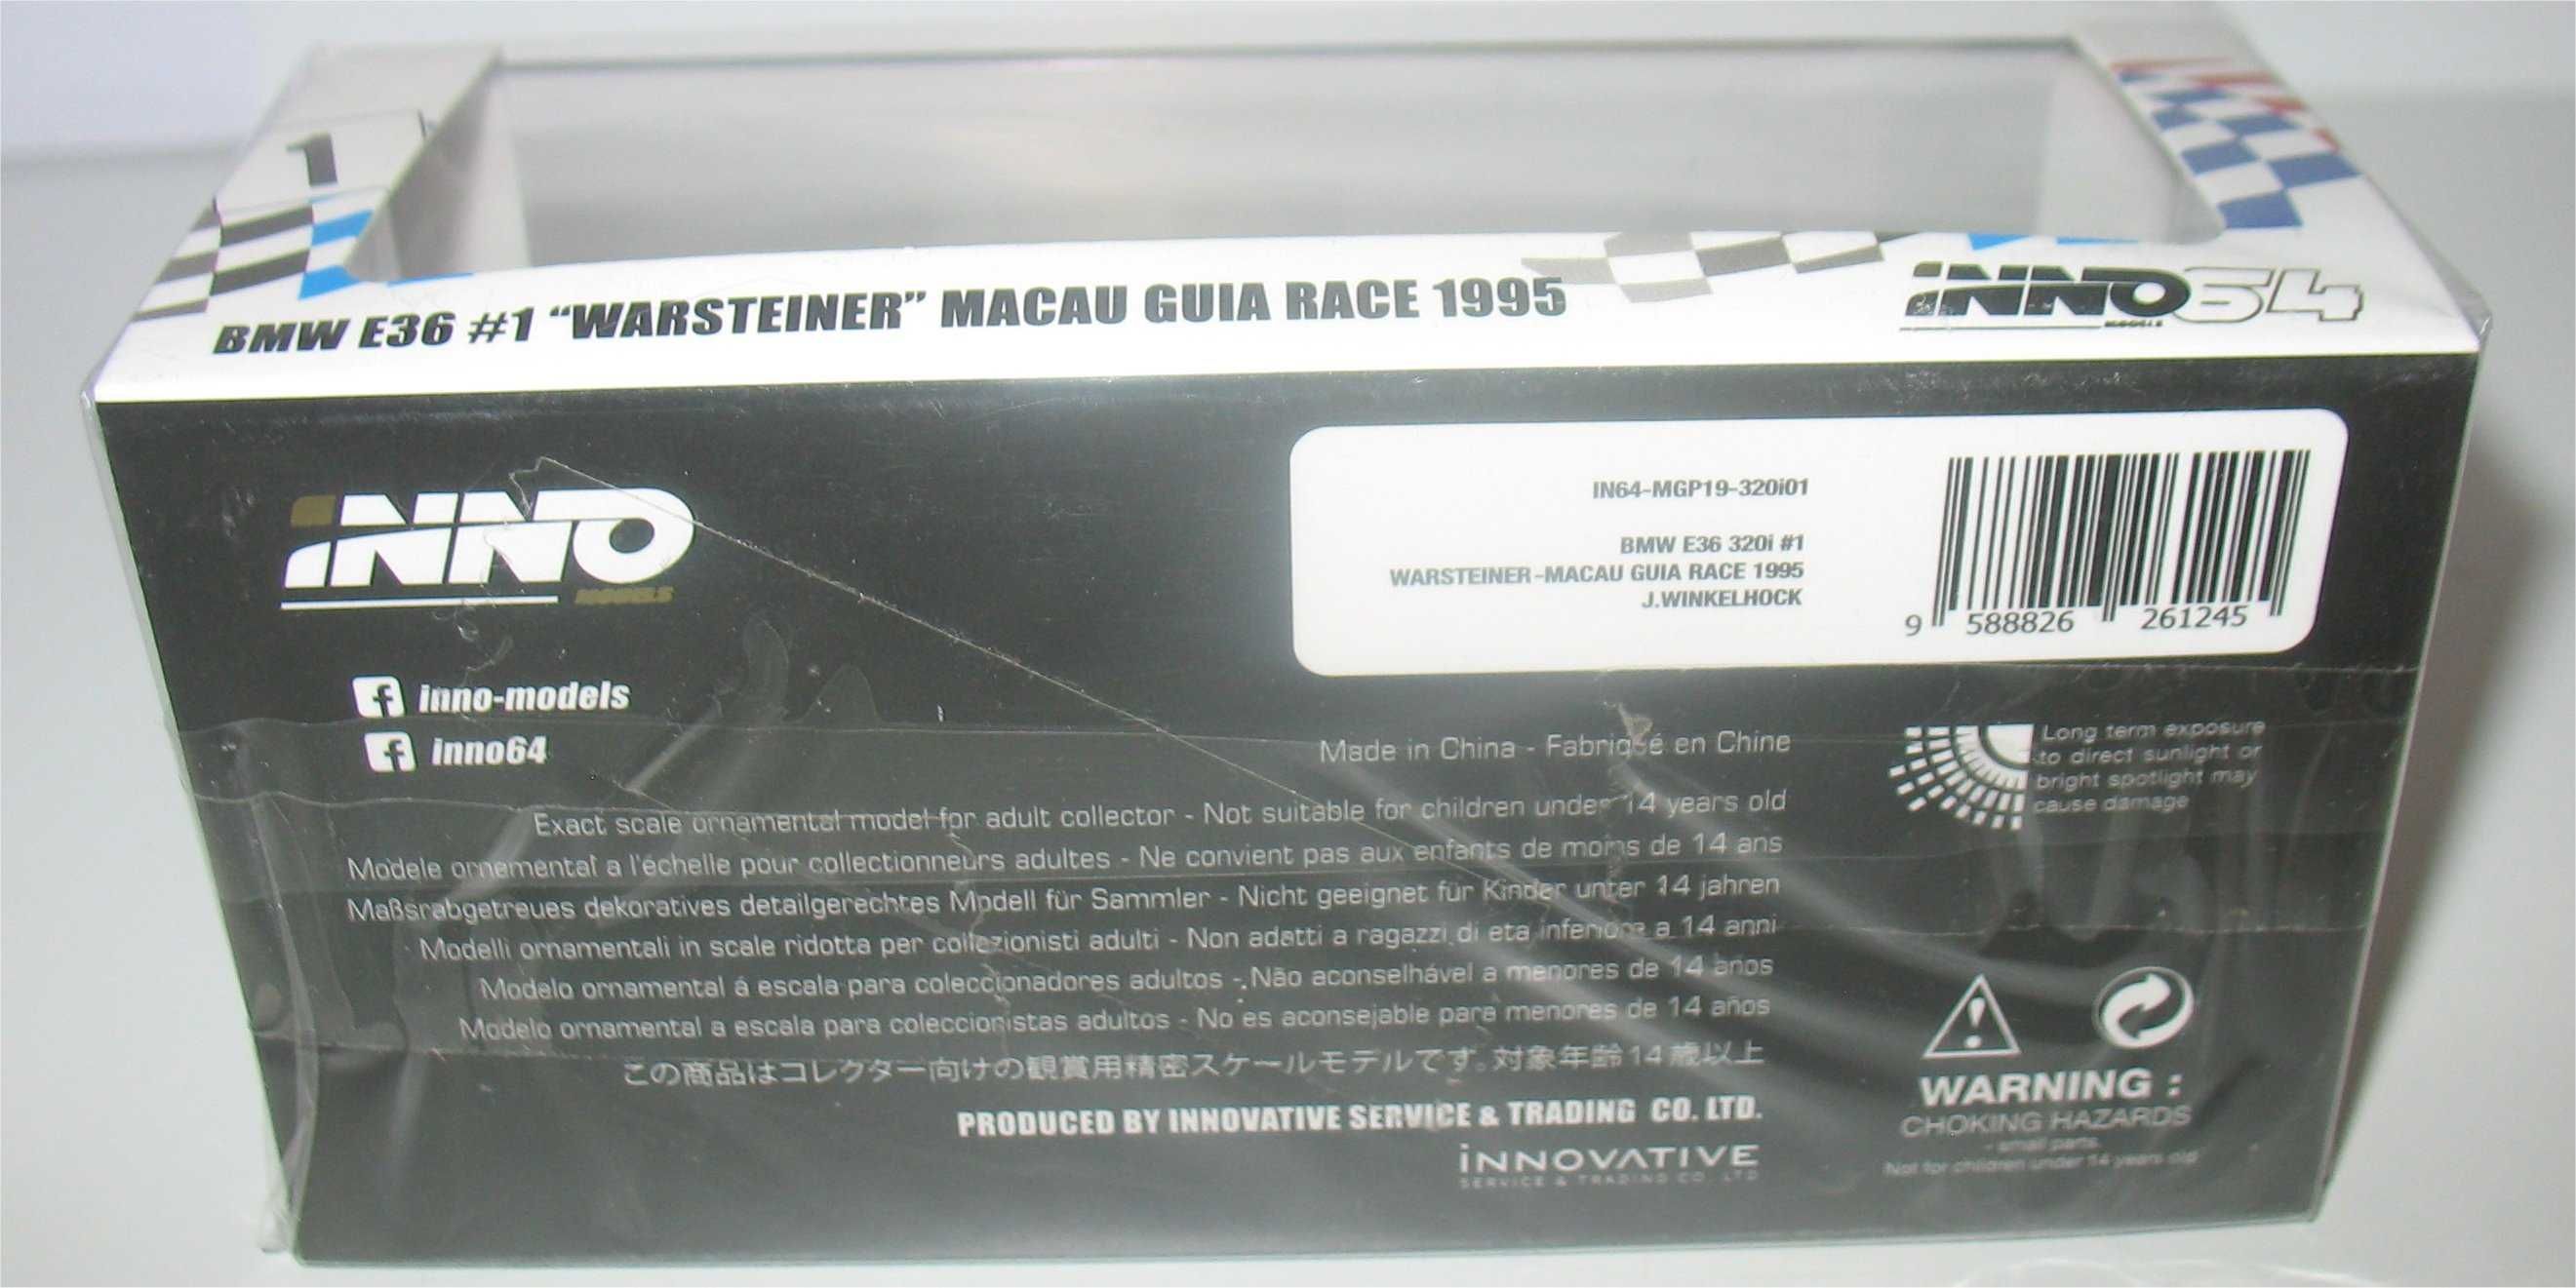 1
BMW E36 #1 “WARSTEINER” MACAU GUIA RACE 1995
iNNO64
MODELS
iNNO
MODELS
IN64-MGP19-320i01
BMW E36 320i #1
WARSTEINER-MACAU GUIA RACE 1995
J.WINKELHOCK
9 588826 261245
inno-models
inno64
Made in China - Fabriqué en Chine
Long term exposure
to direct sunlight or
bright spotlight may
cause damage
Exact scale ornamental model for adult collector - Not suitable for children under 14 years old
Modele ornemental a l'échelle pour collectionneurs adultes - Ne convient pas aux enfants de moins de 14 ans
Maßsrabgetreues dekoratives detailgerechtes Modell für Sammler - Nicht geeignet für Kinder unter 14 jahren
Modelli ornamentali in scale ridotta per collezionisti adulti - Non adatti a ragazzi di eta inferiore a 14 anni
Modelo ornamental á escala para coleccionadores adultos - Não aconselhável a menores de 14 anos
Modelo ornamental a escala para coleccionistas adultos - No es aconsejable para menores de 14 años
この商品はコレクター向けの観賞用精密スケールモデルです。対象年齢14歳以上
PRODUCED BY INNOVATIVE SERVICE & TRADING CO. LTD.
iNNOVATIVE
SERVICE & TRADING CO. LTD
WARNING :
CHOKING HAZARDS
- small parts.
Not for children under 14 years old